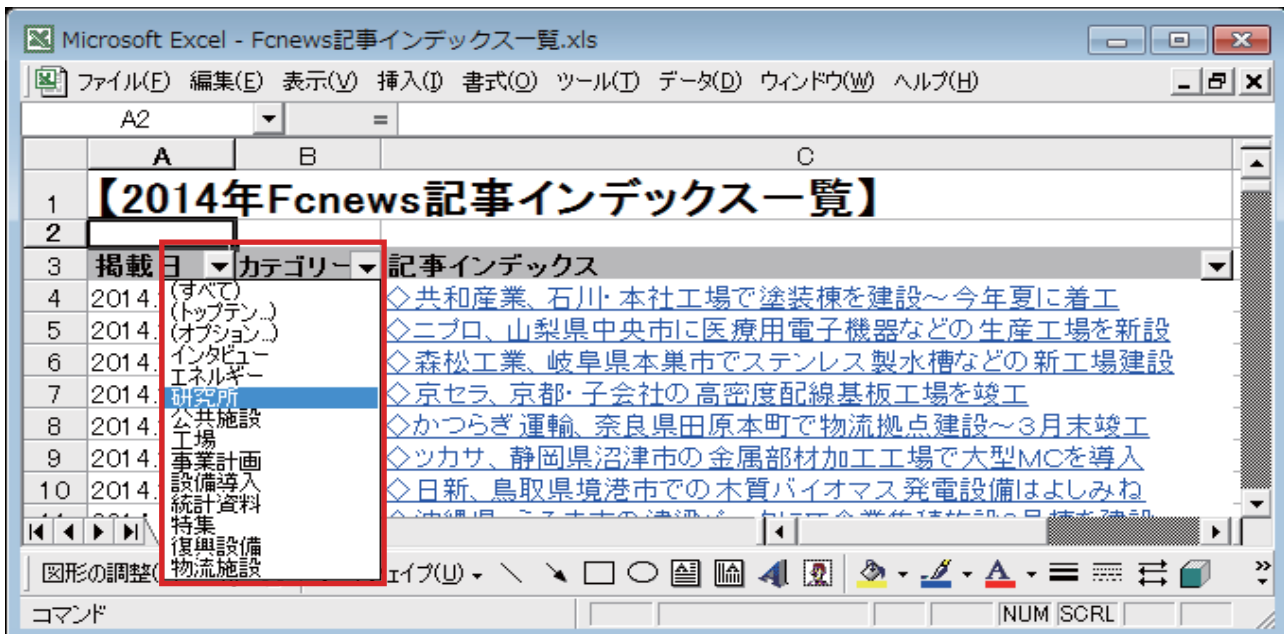 Microsoft Excel - Fcnews記事インデックス一覧.xls
ファイル(F) 編集(E) 表示(V) 挿入(I) 書式(O) ツール(T) データ(D) ウィンドウ(W) ヘルプ(H)
A2 =
A B C
1 【2014年Fcnews記事インデックス一覧】
2
3 掲載日 カテゴリー 記事インデックス
4 2014. ◇共和産業、石川・本社工場で塗装棟を建設～今年夏に着工
5 2014. ◇ニプロ、山梨県中央市に医療用電子機器などの生産工場を新設
6 2014. ◇森松工業、岐阜県本巣市でステンレス製水槽などの新工場建設
7 2014. ◇京セラ、京都・子会社の高密度配線基板工場を竣工
8 2014. ◇かつらぎ運輸、奈良県田原本町で物流拠点建設～3月末竣工
9 2014. ◇ツカサ、静岡県沼津市の金属部材加工工場で大型MCを導入
10 2014. ◇日新、鳥取県境港市での木質バイオマス発電設備はよしみね
(すべて)
(トップテン...)
(オプション...)
インタビュー
エネルギー
研究所
公共施設
工場
事業計画
設備導入
統計資料
特集
復興設備
物流施設
図形の調整( ェイプ(U)
コマンド NUM SCRL